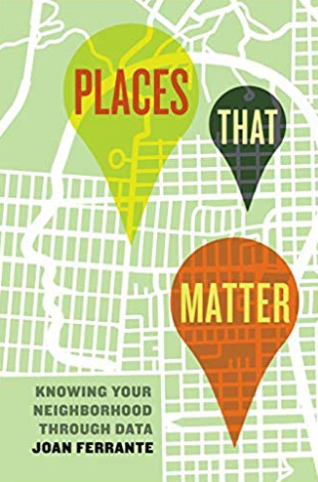 PLACES
THAT
MATTER
KNOWING YOUR
NEIGHBORHOOD
THROUGH DATA
JOAN FERRANTE